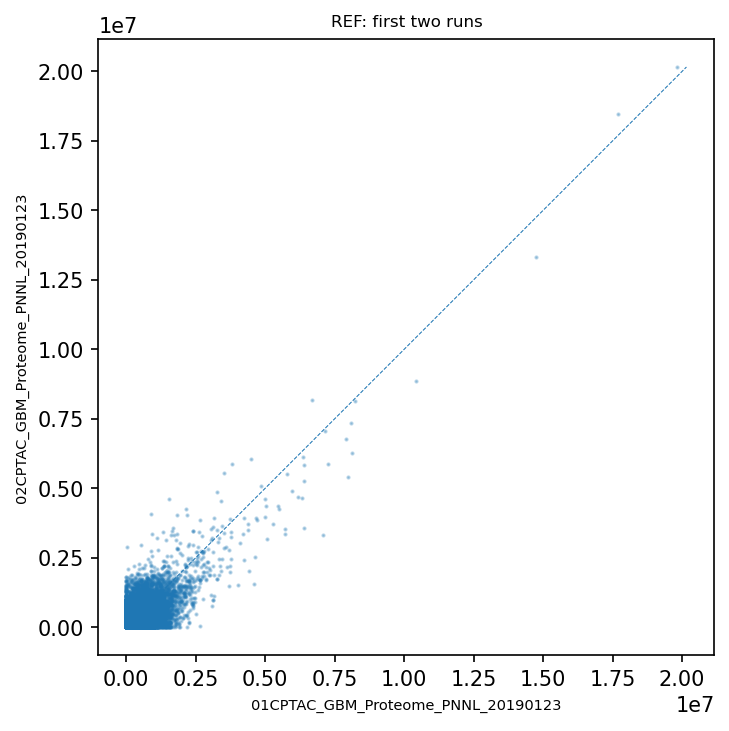 REF: first two runs
1e7
2.00
1.75
1.50
1.25
1.00
0.75
0.50
0.25
0.00
02CPTAC_GBM_Proteome_PNNL_20190123
0.00 0.25 0.50 0.75 1.00 1.25 1.50 1.75 2.00
01CPTAC_GBM_Proteome_PNNL_20190123
1e7